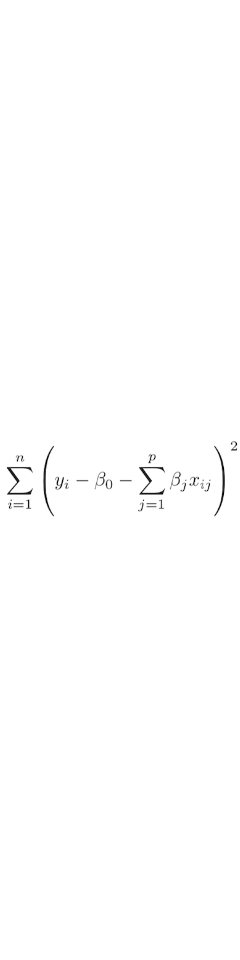 \sum_{i=1}^{n} \left( y_i - \beta_0 - \sum_{j=1}^{p} \beta_j x_{ij} \right)^2